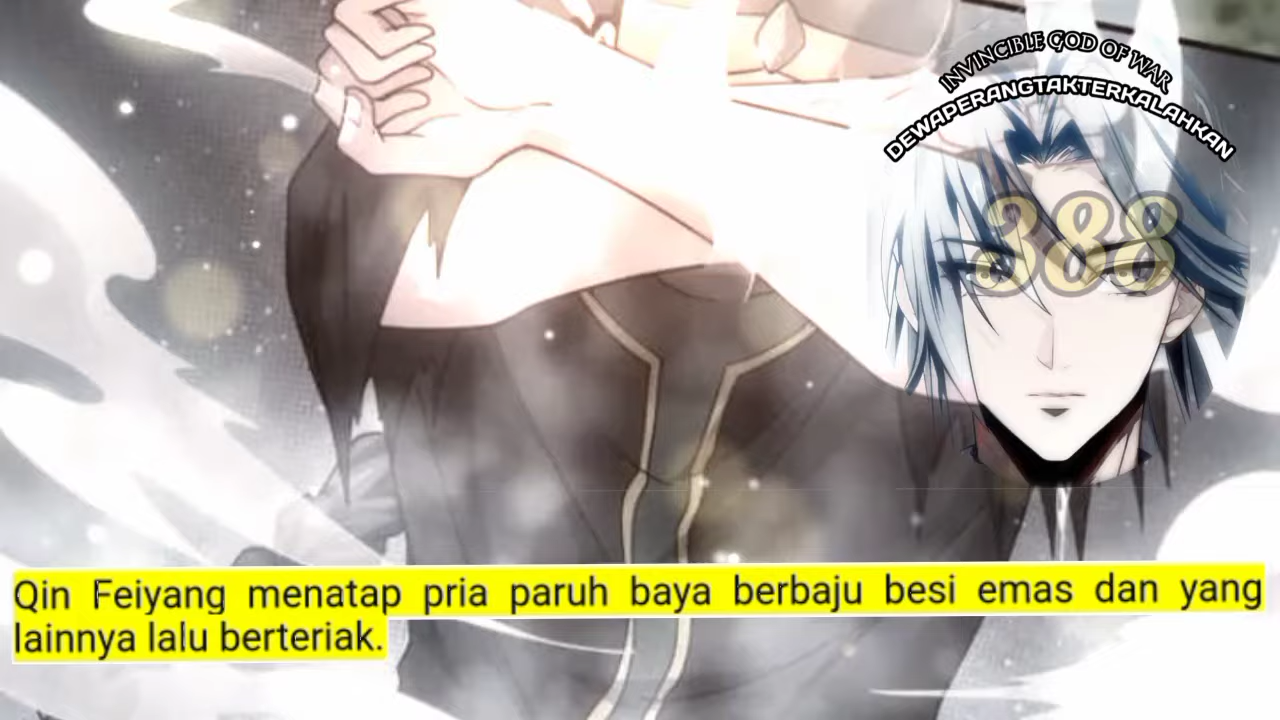 INVINCIBLE GOD OF WAR
DEWAPERANGTAKTERKALAHKAN
388
Qin Feiyang menatap pria paruh baya berbaju besi emas dan yang
lainnya lalu berteriak.